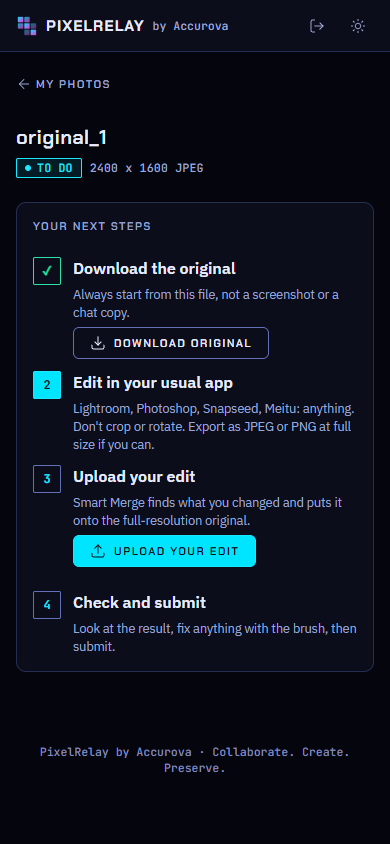 PIXELRELAY by Accurova
← MY PHOTOS
original_1
● TO DO 2400 x 1600 JPEG
YOUR NEXT STEPS
✓ Download the original
Always start from this file, not a screenshot or a
chat copy.
DOWNLOAD ORIGINAL
2 Edit in your usual app
Lightroom, Photoshop, Snapseed, Meitu: anything.
Don't crop or rotate. Export as JPEG or PNG at full
size if you can.
3 Upload your edit
Smart Merge finds what you changed and puts it
onto the full-resolution original.
UPLOAD YOUR EDIT
4 Check and submit
Look at the result, fix anything with the brush, then
submit.
PixelRelay by Accurova · Collaborate. Create.
Preserve.